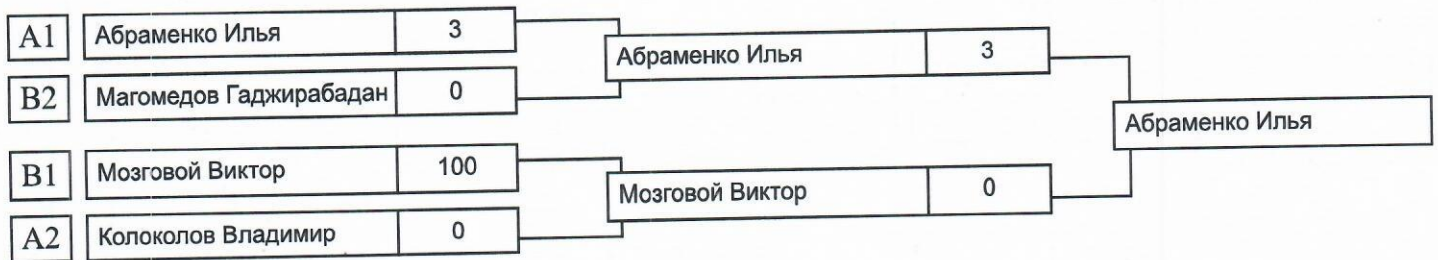 A1 Абраменко Илья 3
B2 Магомедов Гаджирабадан 0
B1 Мозговой Виктор 100
A2 Колоколов Владимир 0
Абраменко Илья 3
Мозговой Виктор 0
Абраменко Илья